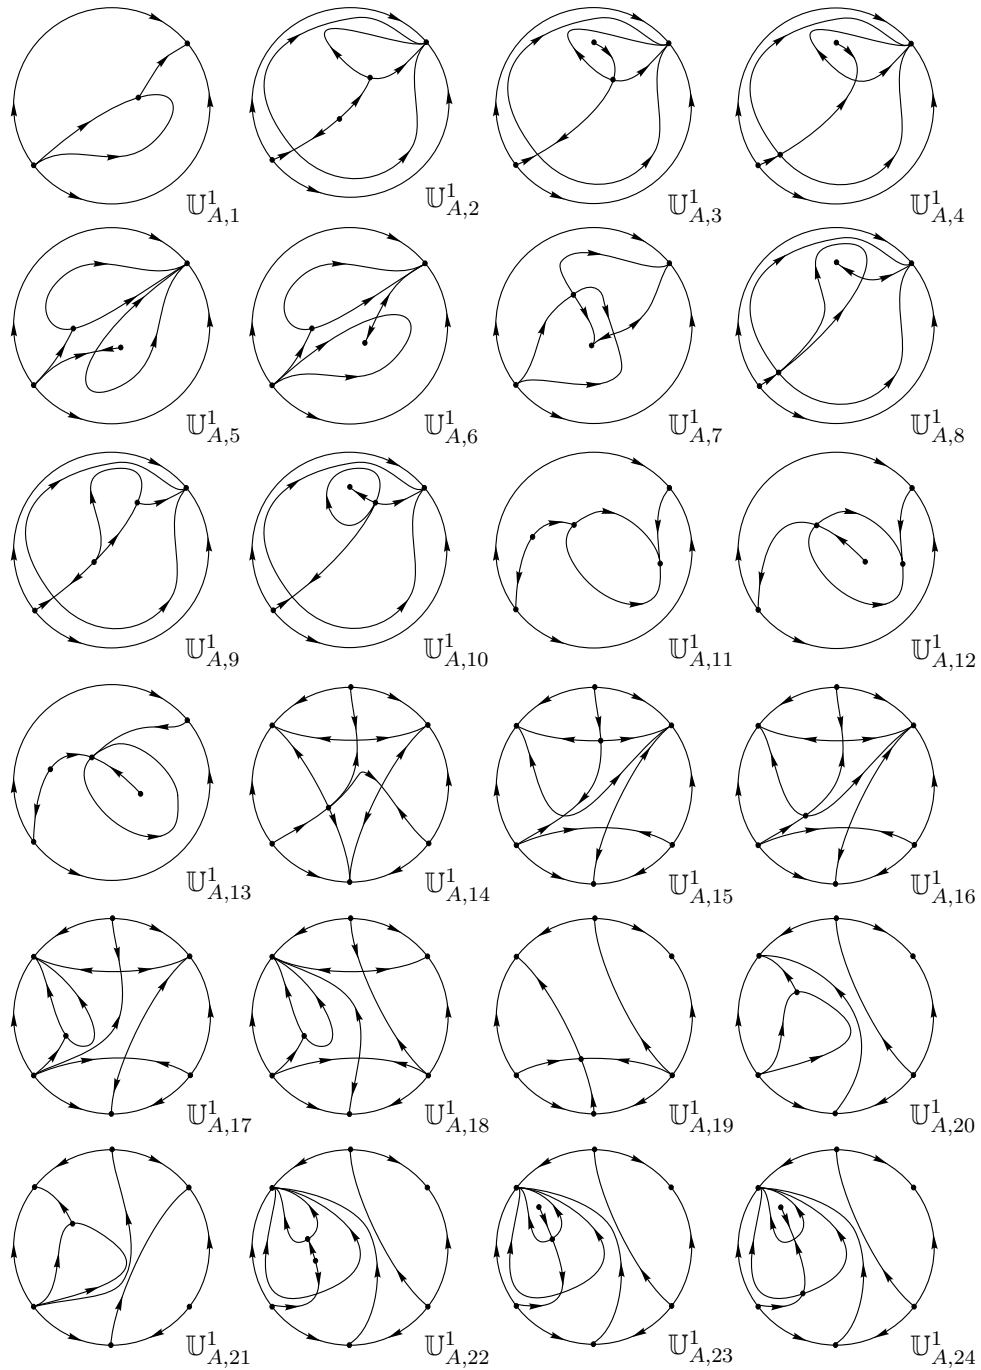 𝕌¹_{A,1} 𝕌¹_{A,2} 𝕌¹_{A,3} 𝕌¹_{A,4}
𝕌¹_{A,5} 𝕌¹_{A,6} 𝕌¹_{A,7} 𝕌¹_{A,8}
𝕌¹_{A,9} 𝕌¹_{A,10} 𝕌¹_{A,11} 𝕌¹_{A,12}
𝕌¹_{A,13} 𝕌¹_{A,14} 𝕌¹_{A,15} 𝕌¹_{A,16}
𝕌¹_{A,17} 𝕌¹_{A,18} 𝕌¹_{A,19} 𝕌¹_{A,20}
𝕌¹_{A,21} 𝕌¹_{A,22} 𝕌¹_{A,23} 𝕌¹_{A,24}